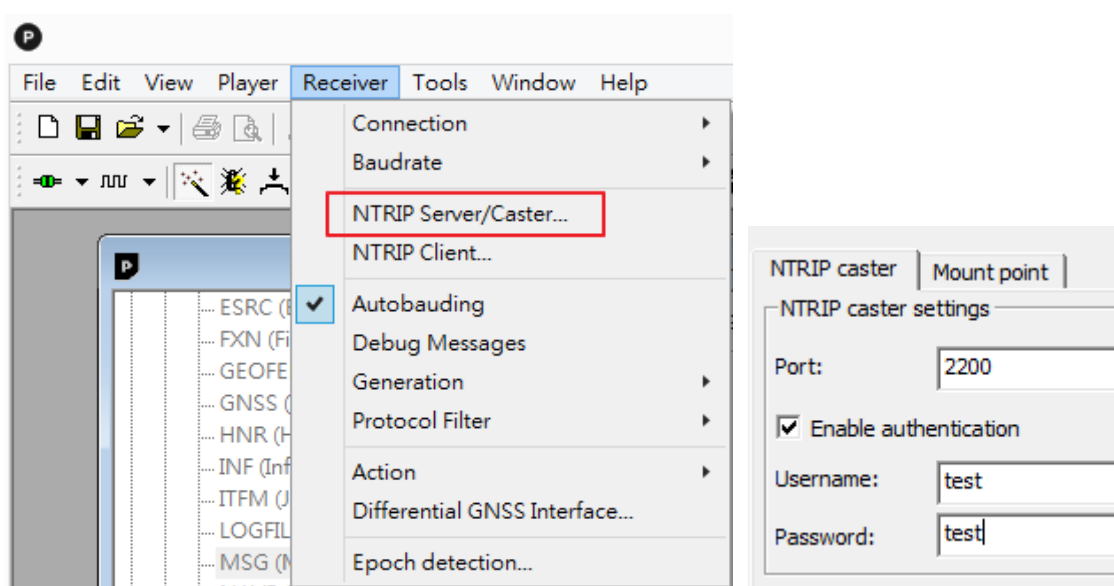 P
File Edit View Player Receiver Tools Window Help
Connection
Baudrate
NTRIP Server/Caster...
NTRIP Client...
Autobauding
Debug Messages
Generation
Protocol Filter
Action
Differential GNSS Interface...
Epoch detection...
P
ESRC (
FXN (Fi
GEOFE
GNSS (
HNR (H
INF (Inf
ITFM (J
LOGFIL
MSG (M
NTRIP caster Mount point
NTRIP caster settings
Port: 2200
Enable authentication
Username: test
Password: test